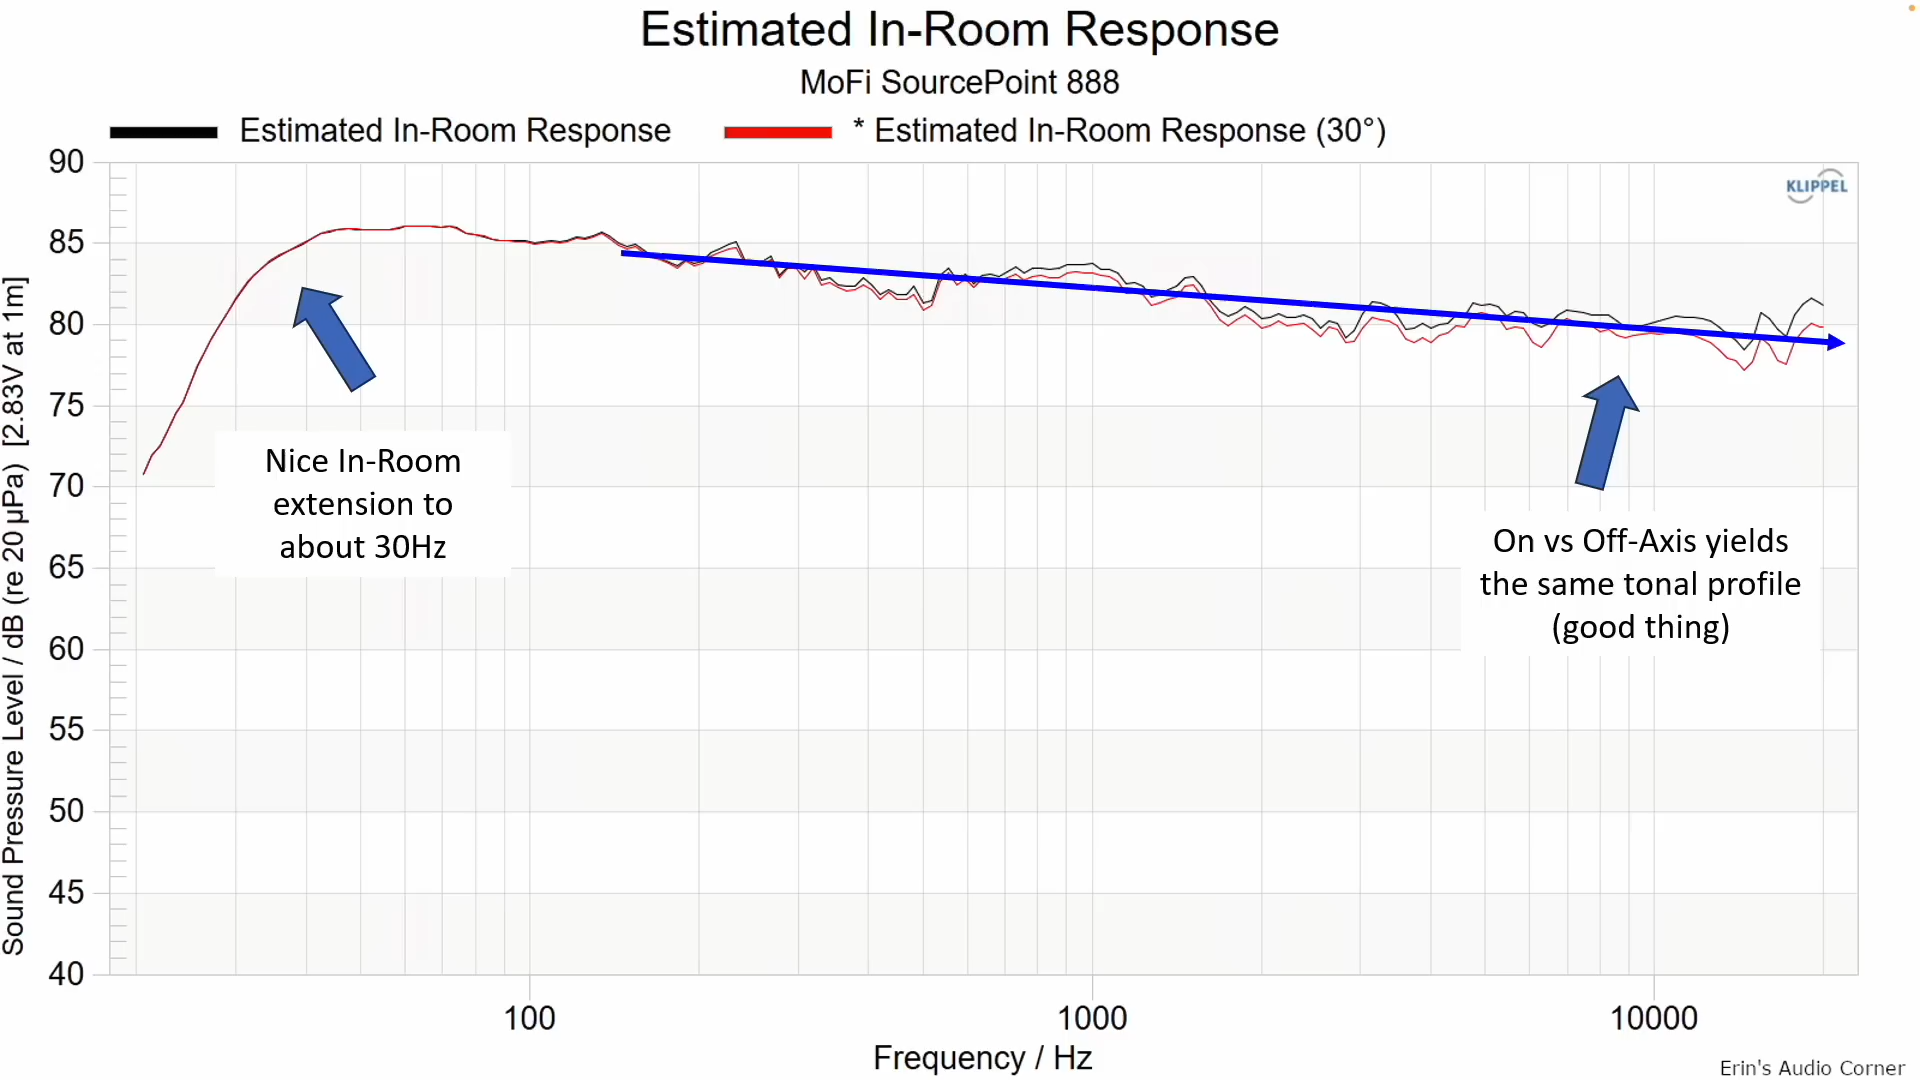 Estimated In-Room Response
MoFi SourcePoint 888
Estimated In-Room Response
* Estimated In-Room Response (30°)
90
85
80
75
70
65
60
55
50
45
40
Sound Pressure Level / dB (re 20 µPa) [2.83V at 1m]
KLIPPEL
Nice In-Room
extension to
about 30Hz
On vs Off-Axis yields
the same tonal profile
(good thing)
100
1000
10000
Frequency / Hz
Erin's Audio Corner